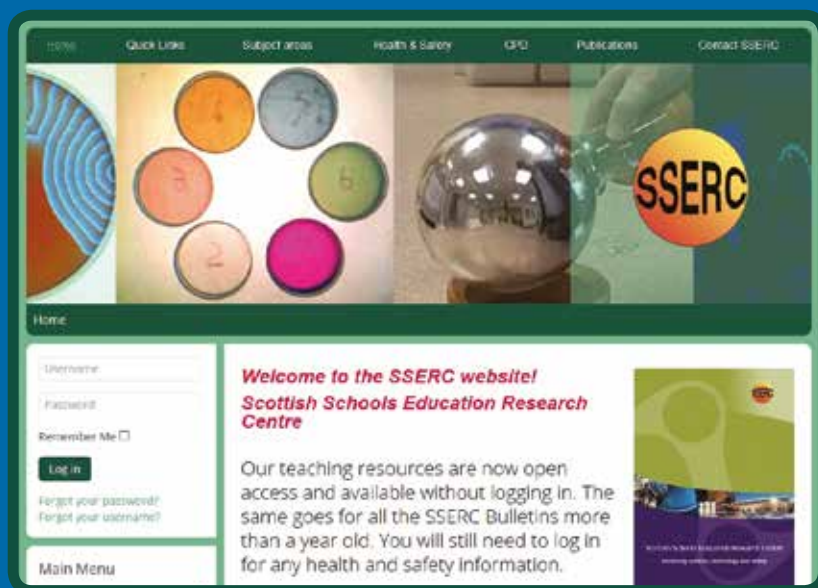 Home
Quick Links
Subject areas
Health & Safety
CPD
Publications
Contact SSERC
4
3
6
2
SSERC
Home
Username
Password
Remember Me
Log in
Forgot your password?
Forgot your username?
Main Menu
Welcome to the SSERC website!
Scottish Schools Education Research
Centre
Our teaching resources are now open
access and available without logging in. The
same goes for all the SSERC Bulletins more
than a year old. You will still need to log in
for any health and safety information.